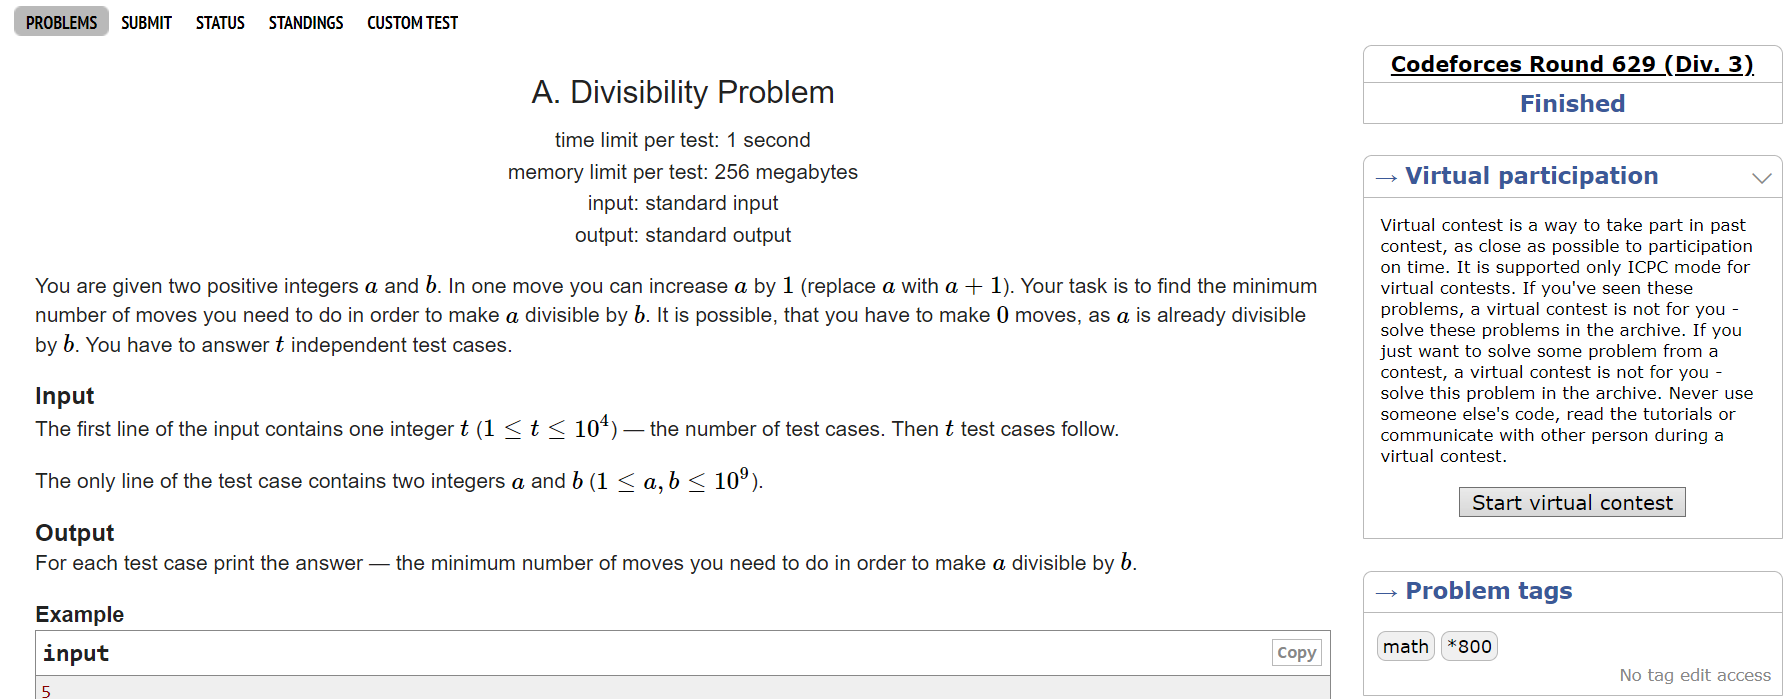 PROBLEMS SUBMIT STATUS STANDINGS CUSTOM TEST
A. Divisibility Problem
time limit per test: 1 second
memory limit per test: 256 megabytes
input: standard input
output: standard output
You are given two positive integers a and b. In one move you can increase a by 1 (replace a with a + 1). Your task is to find the minimum
number of moves you need to do in order to make a divisible by b. It is possible, that you have to make 0 moves, as a is already divisible
by b. You have to answer t independent test cases.
Input
The first line of the input contains one integer t (1 ≤ t ≤ 10⁴) — the number of test cases. Then t test cases follow.
The only line of the test case contains two integers a and b (1 ≤ a, b ≤ 10⁹).
Output
For each test case print the answer — the minimum number of moves you need to do in order to make a divisible by b.
Example
input
Copy
5
Codeforces Round 629 (Div. 3)
Finished
→ Virtual participation
Virtual contest is a way to take part in past
contest, as close as possible to participation
on time. It is supported only ICPC mode for
virtual contests. If you've seen these
problems, a virtual contest is not for you -
solve these problems in the archive. If you
just want to solve some problem from a
contest, a virtual contest is not for you -
solve this problem in the archive. Never use
someone else's code, read the tutorials or
communicate with other person during a
virtual contest.
Start virtual contest
→ Problem tags
math *800
No tag edit access